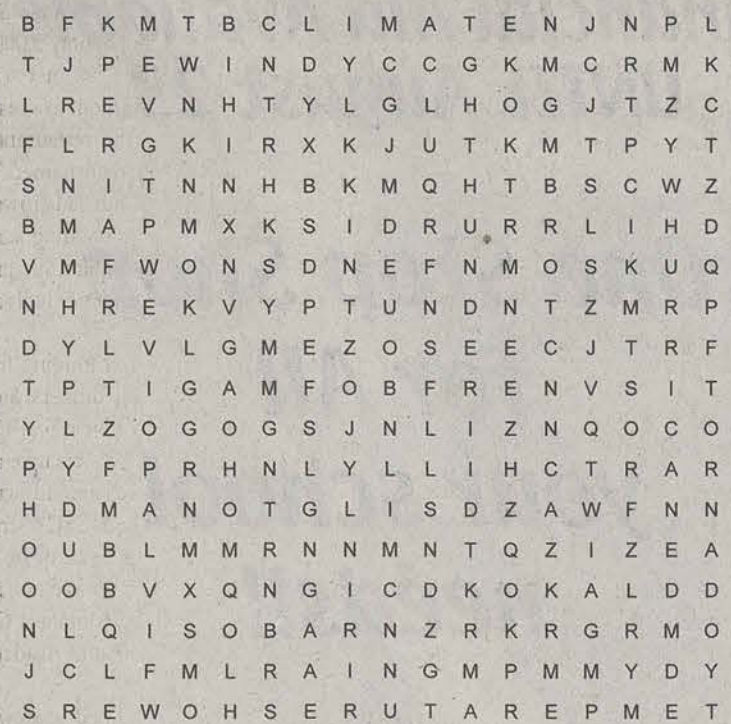 B F K M T B C L I M A T E N J N P L
T J P E W I N D Y C C G K M C R M K
L R E V N H T Y L G L H O G J T Z C
F L R G K I R X K J U T K M T P Y T
S N I T N N H B K M Q H T B S C W Z
B M A P M X K S I D R U R R L I H D
V M F W O N S D N E F N M O S K U Q
N H R E K V Y P T U N D N T Z M R P
D Y L V L G M E Z O S E E C J T R F
T P T I G A M F O B F R E N V S I T
Y L Z O G O G S J N L I Z N Q O C O
P Y F P R H N L Y L L I H C T R A R
H D M A N O T G L I S D Z A W F N N
O U B L M M R N N M N T Q Z I Z E A
O O B V X Q N G I C D K O K A L D D
N L Q I S O B A R N Z R K R G R M O
J C L F M L R A I N G M P M M Y D Y
S R E W O H S E R U T A R E P M E T